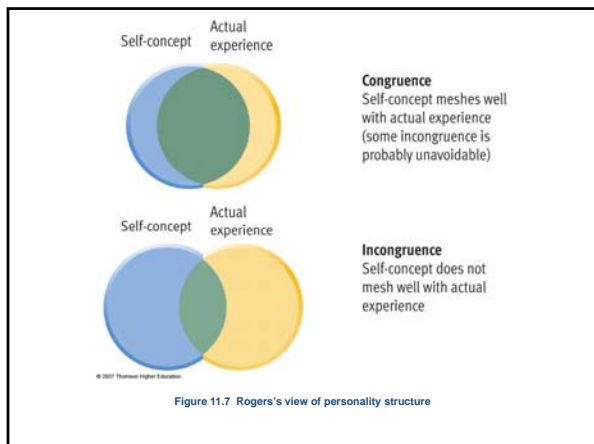 Self-concept
Actual
experience
Congruence
Self-concept meshes well
with actual experience
(some incongruence is
probably unavoidable)
Self-concept
Actual
experience
Incongruence
Self-concept does not
mesh well with actual
experience
© 2007 Thomson Higher Education
Figure 11.7 Rogers's view of personality structure